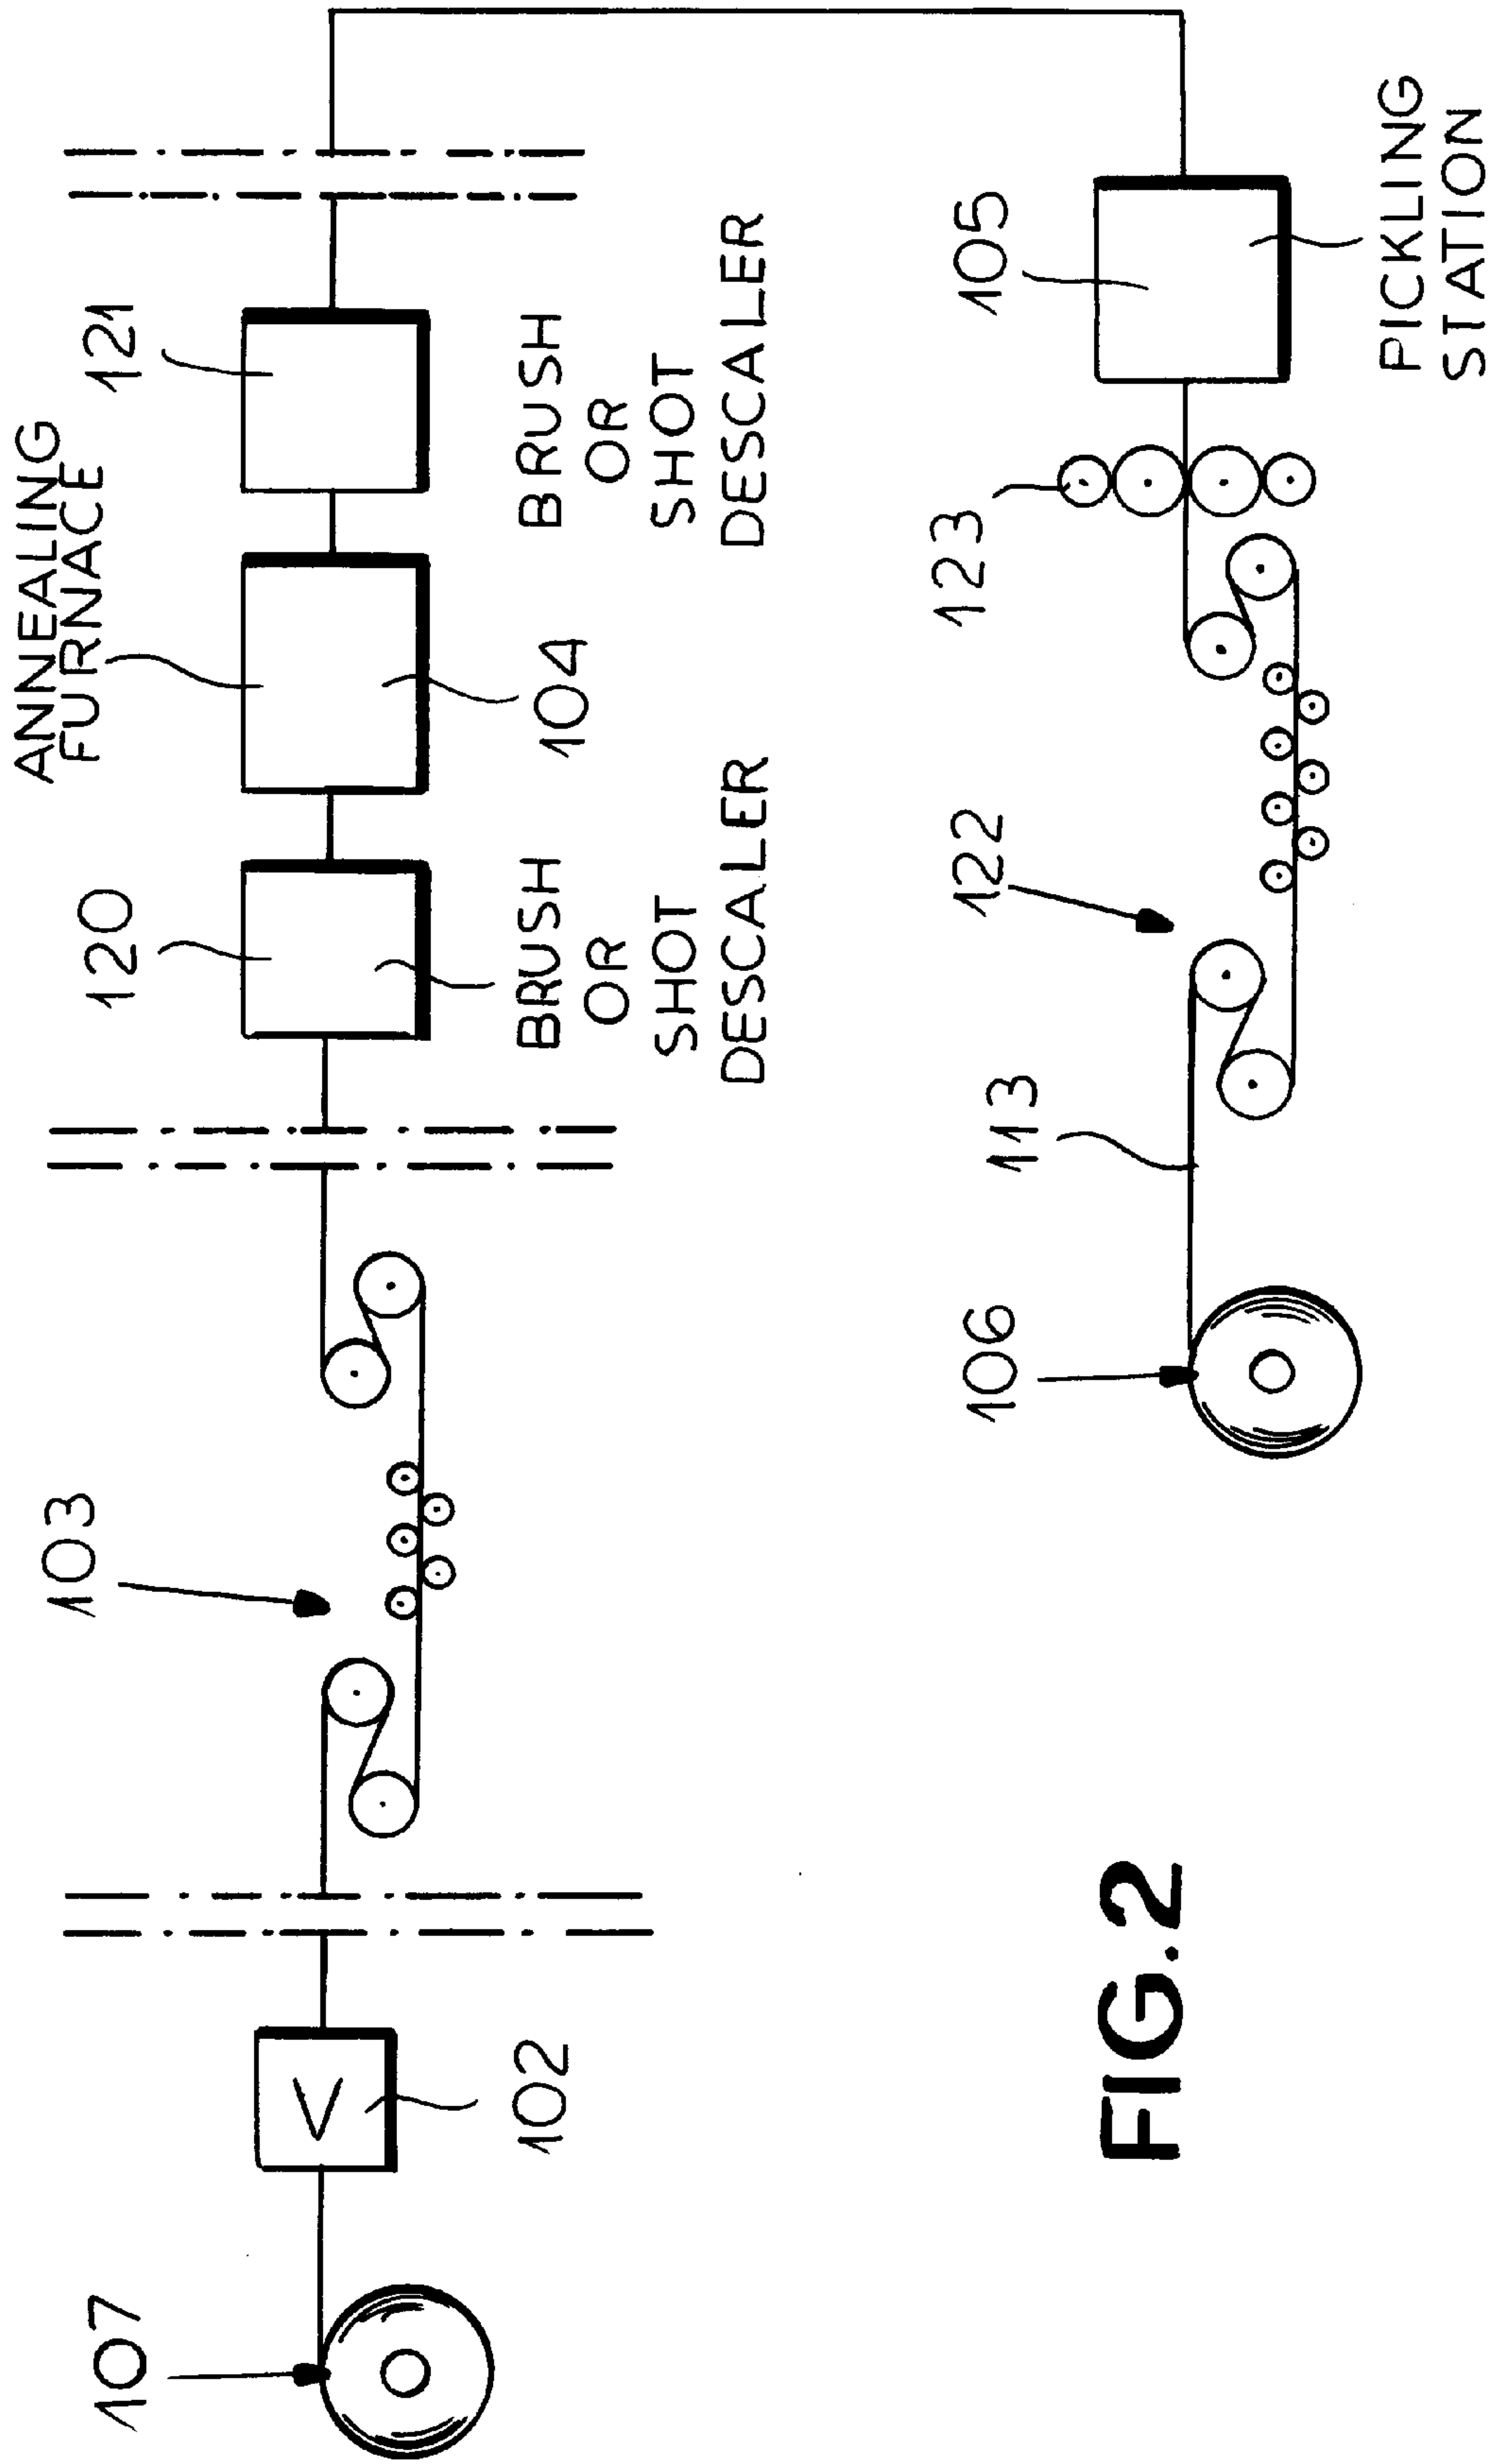 ANNEALING
FURNACE
121
120
104
103
107
102
V
BRUSH
OR
SHOT
DESCALER
BRUSH
OR
SHOT
DESCALER
105
123
122
113
106
PICKLING
STATION
FIG.2